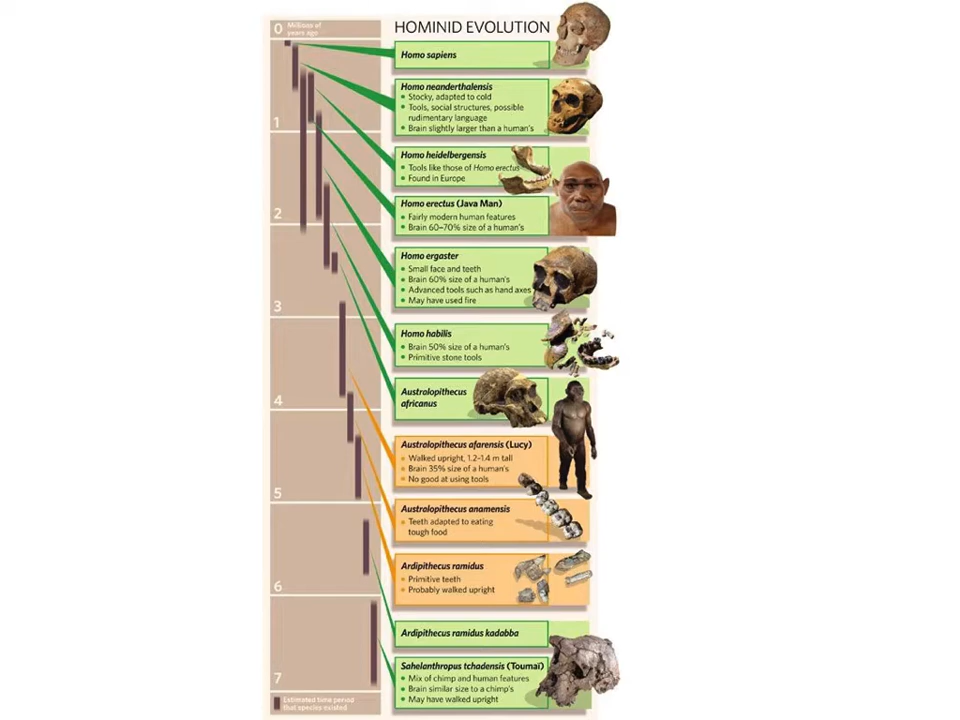 0 Millions of
years ago
HOMINID EVOLUTION
Homo sapiens
Homo neanderthalensis
• Stocky, adapted to cold
• Tools, social structures, possible
rudimentary language
• Brain slightly larger than a human's
1
Homo heidelbergensis
• Tools like those of Homo erectus
• Found in Europe
Homo erectus (Java Man)
• Fairly modern human features
• Brain 60–70% size of a human's
2
Homo ergaster
• Small face and teeth
• Brain 60% size of a human's
• Advanced tools such as hand axes
• May have used fire
3
Homo habilis
• Brain 50% size of a human's
• Primitive stone tools
Australopithecus
africanus
4
Australopithecus afarensis (Lucy)
• Walked upright, 1.2–1.4 m tall
• Brain 35% size of a human's
• No good at using tools
5
Australopithecus anamensis
• Teeth adapted to eating
tough food
Ardipithecus ramidus
• Primitive teeth
• Probably walked upright
6
Ardipithecus ramidus kadabba
Sahelanthropus tchadensis (Toumaï)
• Mix of chimp and human features
• Brain similar size to a chimp's
• May have walked upright
7
Estimated time period
that species existed